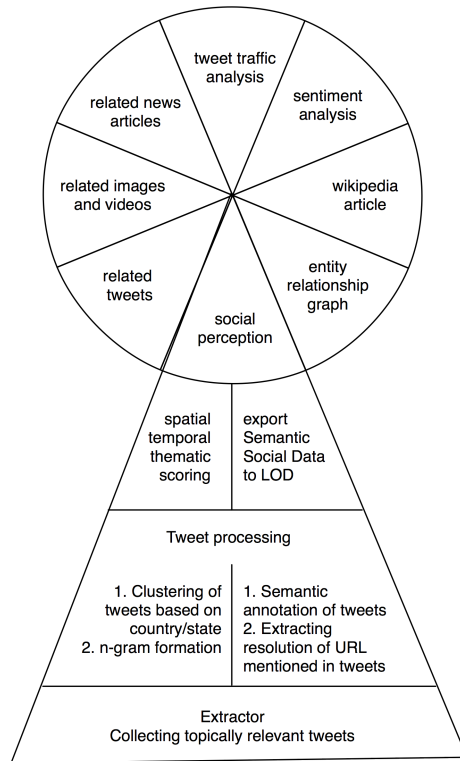 tweet traffic
analysis
sentiment
analysis
wikipedia
article
entity
relationship
graph
social
perception
related
tweets
related images
and videos
related news
articles
spatial
temporal
thematic
scoring
export
Semantic
Social Data
to LOD
Tweet processing
1. Clustering of
tweets based on
country/state
2. n-gram formation
1. Semantic
annotation of tweets
2. Extracting
resolution of URL
mentioned in tweets
Extractor
Collecting topically relevant tweets